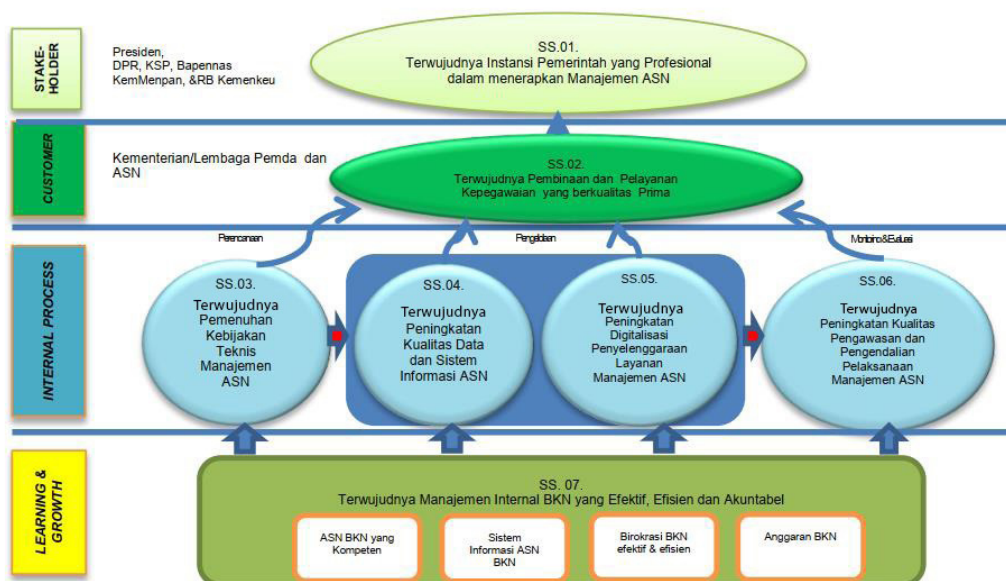 STAKE-
HOLDER
Presiden,
DPR, KSP, Bapennas
KemMenpan, &RB Kemenkeu
SS.01.
Terwujudnya Instansi Pemerintah yang Profesional
dalam menerapkan Manajemen ASN
CUSTOMER
Kementerian/Lembaga Pemda dan
ASN
SS.02.
Terwujudnya Pembinaan dan Pelayanan
Kepegawaian yang berkualitas Prima
INTERNAL PROCESS
Perencanaan
Pengelolaan
SS.03.
Terwujudnya
Pemenuhan
Kebijakan
Teknis
Manajemen
ASN
SS.04.
Terwujudnya
Peningkatan
Kualitas Data
dan Sistem
Informasi ASN
SS.05.
Terwujudnya
Peningkatan
Digitalisasi
Penyelenggaraan
Layanan
Manajemen ASN
SS.06.
Terwujudnya
Peningkatan Kualitas
Pengawasan dan
Pengendalian
Pelaksanaan
Manajemen ASN
LEARNING &
GROWTH
SS. 07.
Terwujudnya Manajemen Internal BKN yang Efektif, Efisien dan Akuntabel
ASN BKN yang
Kompeten
Sistem
Informasi ASN
BKN
Birokrasi BKN
efektif & efisien
Anggaran BKN